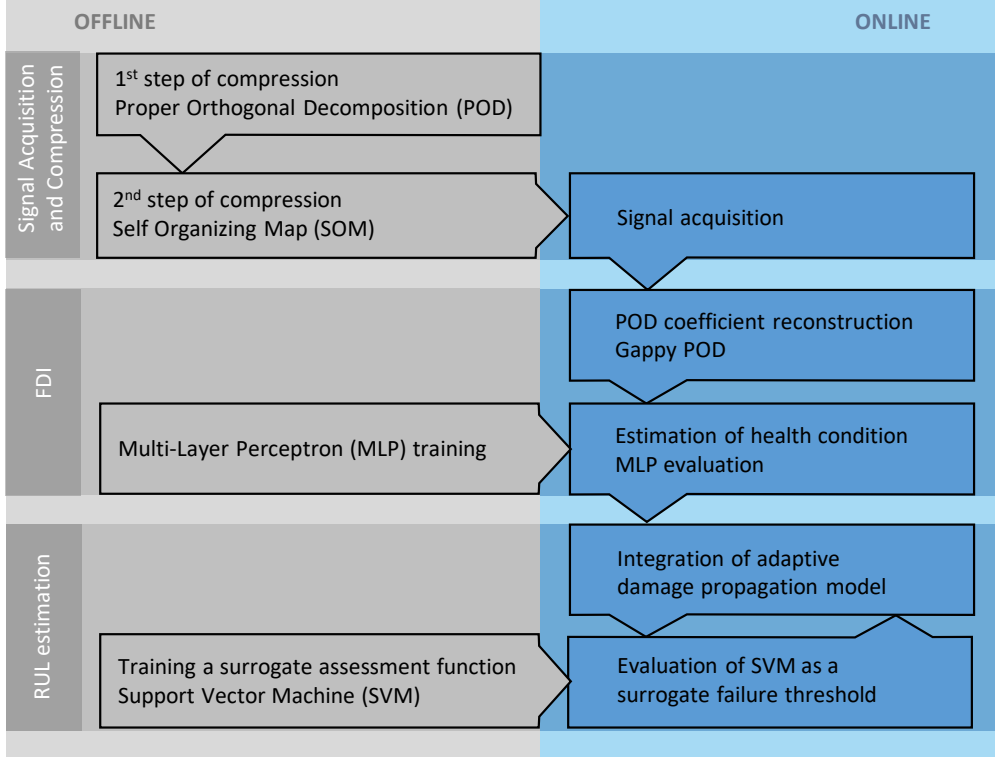 OFFLINE
ONLINE
Signal Acquisition
and Compression
1st step of compression
Proper Orthogonal Decomposition (POD)
2nd step of compression
Self Organizing Map (SOM)
Signal acquisition
FDI
POD coefficient reconstruction
Gappy POD
Multi-Layer Perceptron (MLP) training
Estimation of health condition
MLP evaluation
RUL estimation
Integration of adaptive
damage propagation model
Training a surrogate assessment function
Support Vector Machine (SVM)
Evaluation of SVM as a
surrogate failure threshold